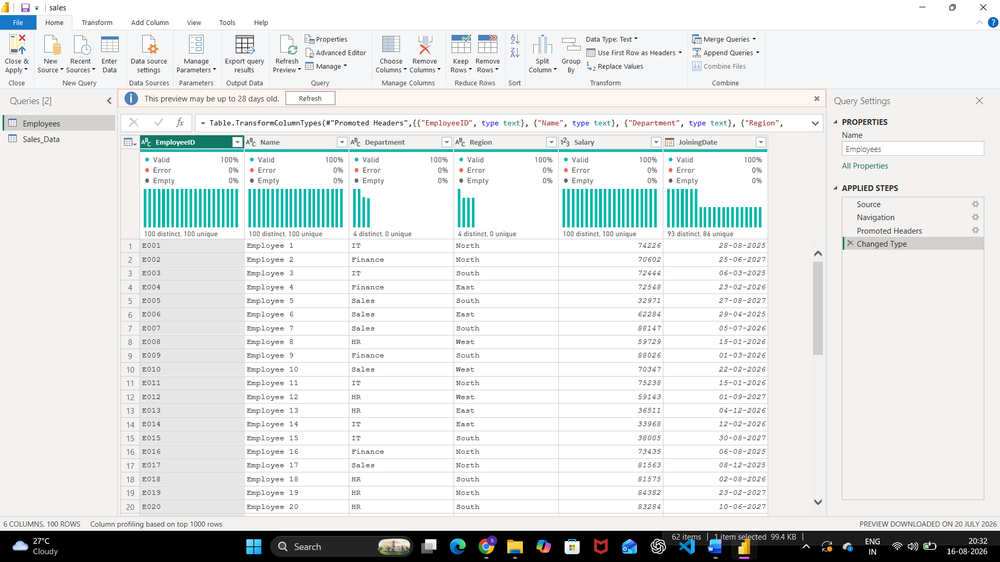 sales
File Home Transform Add Column View Tools Help
Close & Apply
New Source
Recent Sources
Enter Data
Data source settings
Manage Parameters
Export query results
Refresh Preview
Properties
Advanced Editor
Manage
Choose Columns
Remove Columns
Keep Rows
Remove Rows
Split Column
Group By
Data Type: Text
Use First Row as Headers
Replace Values
Merge Queries
Append Queries
Combine Files
Close New Query Data Sources Parameters Output Data Query Manage Columns Reduce Rows Sort Transform Combine
Queries [2]
Employees
Sales_Data
This preview may be up to 28 days old. Refresh
fx = Table.TransformColumnTypes(#"Promoted Headers",{{"EmployeeID", type text}, {"Name", type text}, {"Department", type text}, {"Region",
EmployeeID Name Department Region Salary JoiningDate
Valid 100% Valid 100% Valid 100% Valid 100% Valid 100% Valid 100%
Error 0% Error 0% Error 0% Error 0% Error 0% Error 0%
Empty 0% Empty 0% Empty 0% Empty 0% Empty 0% Empty 0%
100 distinct, 100 unique 100 distinct, 100 unique 4 distinct, 0 unique 4 distinct, 0 unique 100 distinct, 100 unique 93 distinct, 86 unique
1 E001 Employee 1 IT North 74226 28-08-2025
2 E002 Employee 2 Finance North 70602 25-06-2027
3 E003 Employee 3 IT South 72444 06-03-2025
4 E004 Employee 4 Finance East 72548 23-02-2026
5 E005 Employee 5 Sales South 32971 27-08-2027
6 E006 Employee 6 Sales East 62284 29-04-2025
7 E007 Employee 7 Sales South 88147 05-07-2026
8 E008 Employee 8 HR West 59729 15-01-2026
9 E009 Employee 9 Finance South 88026 01-03-2026
10 E010 Employee 10 Sales West 70347 22-02-2026
11 E011 Employee 11 IT North 75238 15-01-2026
12 E012 Employee 12 HR West 59143 01-09-2027
13 E013 Employee 13 HR East 36511 04-12-2026
14 E014 Employee 14 IT East 33968 12-02-2026
15 E015 Employee 15 IT South 38005 30-08-2027
16 E016 Employee 16 Finance North 73435 06-08-2025
17 E017 Employee 17 Sales North 81563 08-12-2025
18 E018 Employee 18 HR South 81575 02-08-2026
19 E019 Employee 19 HR North 84382 23-02-2027
20 E020 Employee 20 HR South 83284 10-06-2027
Query Settings
PROPERTIES
Name
Employees
All Properties
APPLIED STEPS
Source
Navigation
Promoted Headers
Changed Type
6 COLUMNS, 100 ROWS Column profiling based on top 1000 rows PREVIEW DOWNLOADED ON 20 JULY 2026
62 items 1 item selected 99.4 KB
27°C
Cloudy
Search
ENG
IN
20:32
16-08-2026